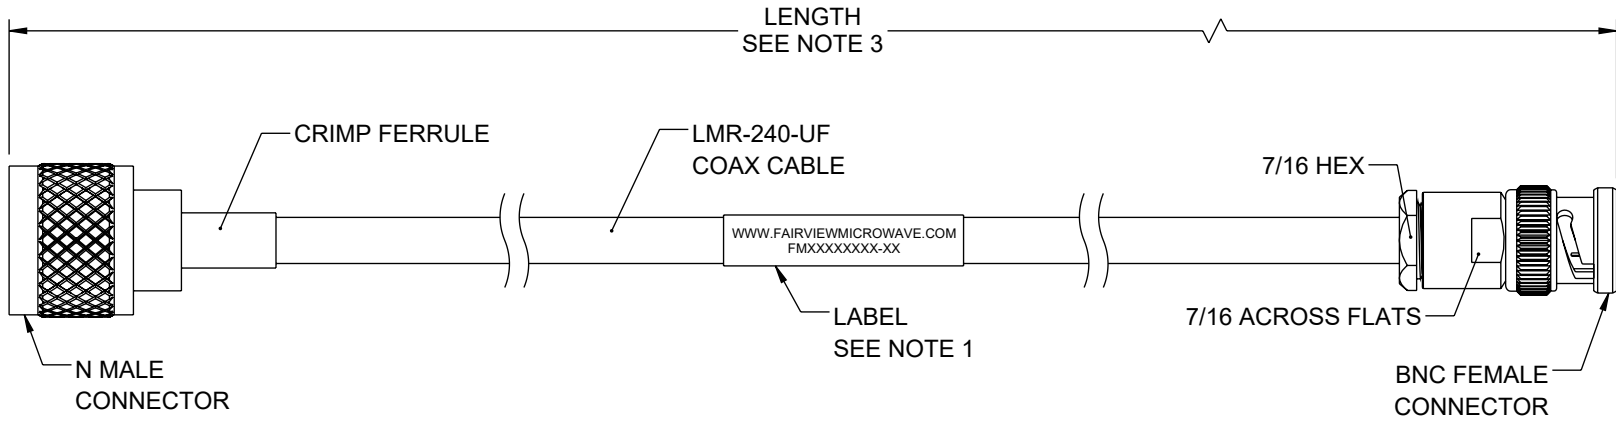 LENGTH
SEE NOTE 3
CRIMP FERRULE
LMR-240-UF
COAX CABLE
7/16 HEX
WWW.FAIRVIEWMICROWAVE.COM
FMXXXXXXXX-XX
LABEL
SEE NOTE 1
7/16 ACROSS FLATS
N MALE
CONNECTOR
BNC FEMALE
CONNECTOR